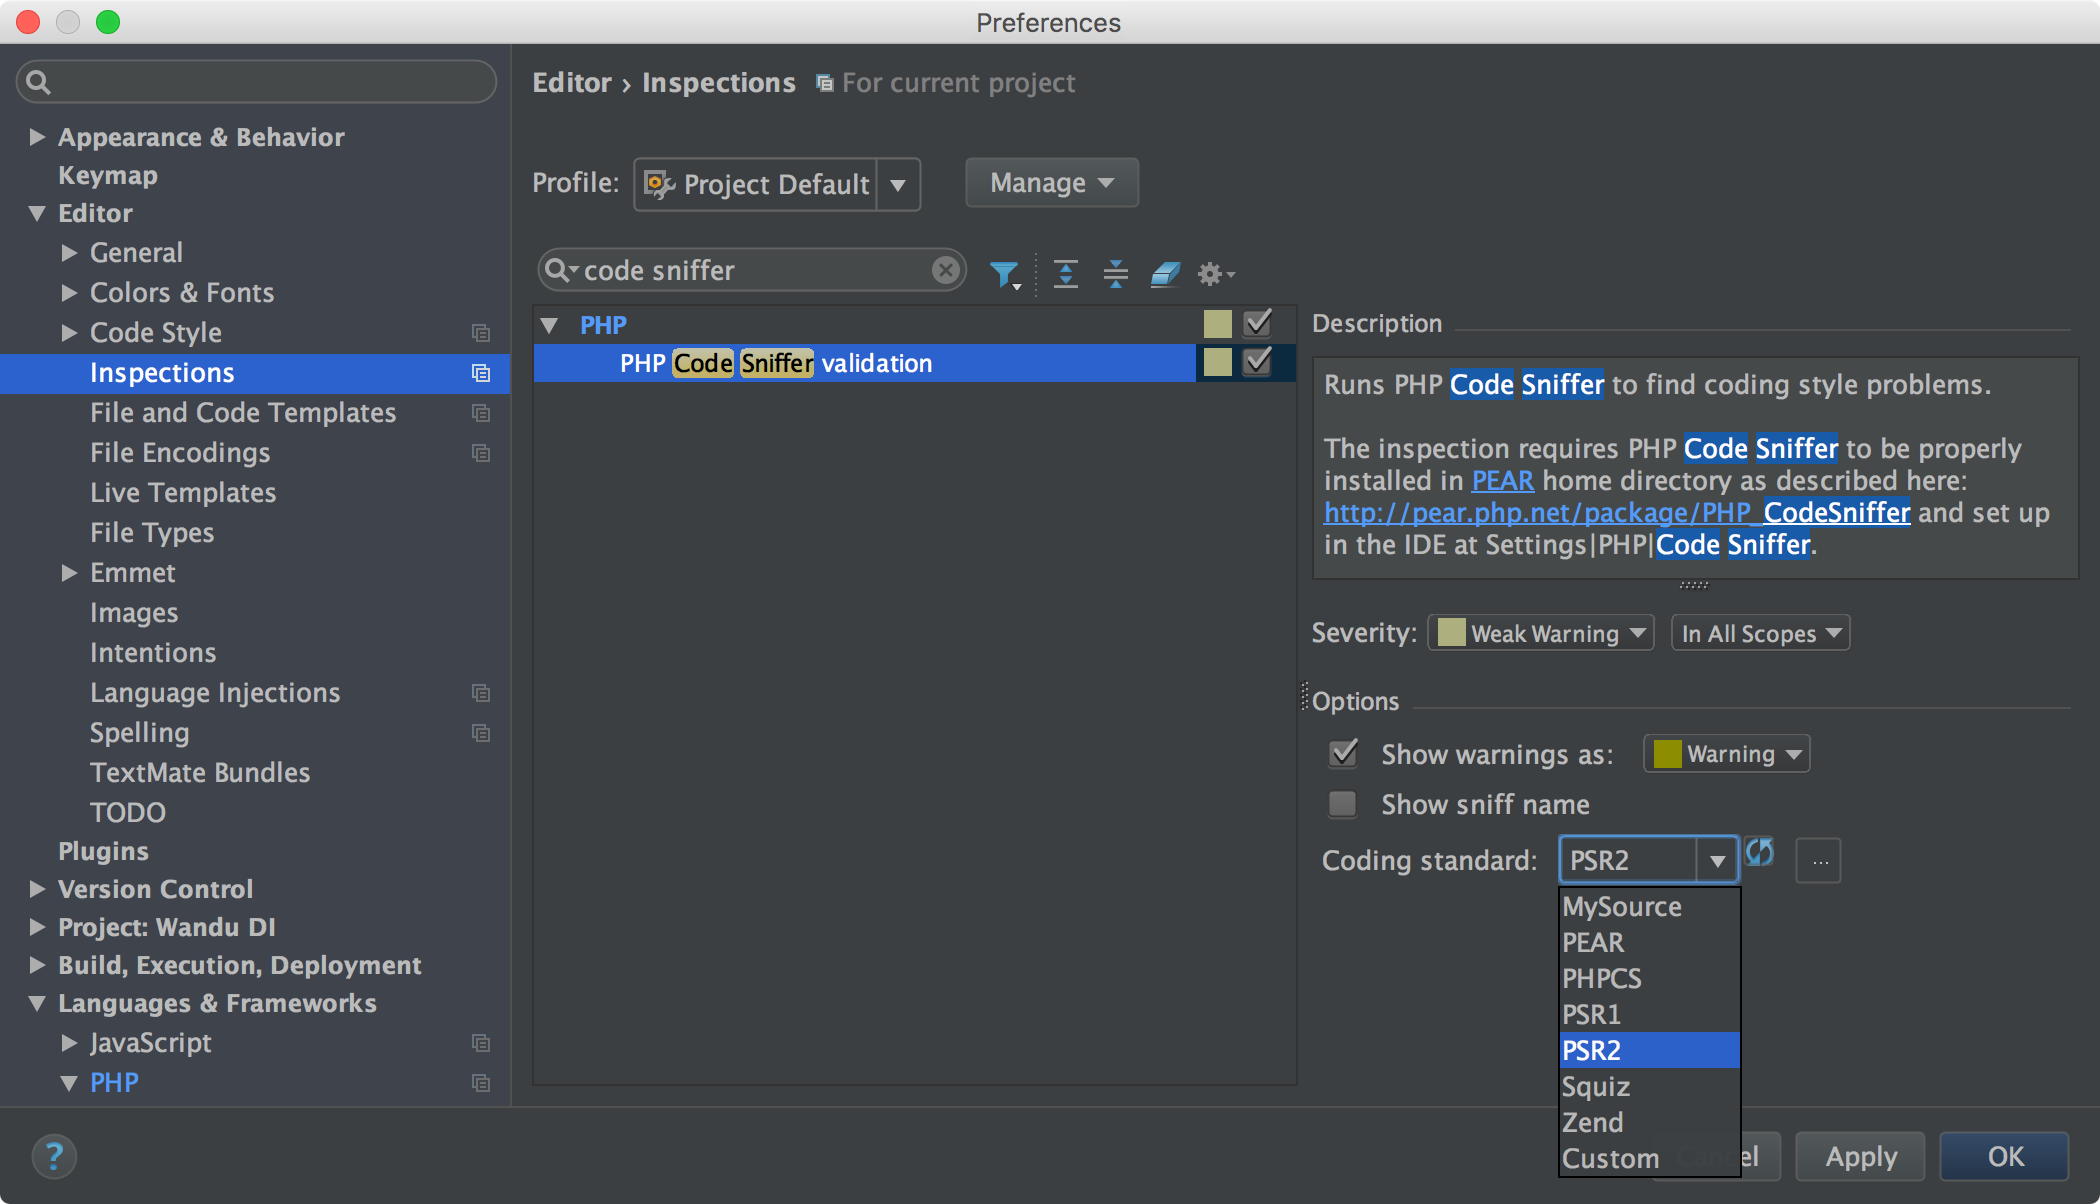 Preferences
Appearance & Behavior
Keymap
Editor
General
Colors & Fonts
Code Style
Inspections
File and Code Templates
File Encodings
Live Templates
File Types
Emmet
Images
Intentions
Language Injections
Spelling
TextMate Bundles
TODO
Plugins
Version Control
Project: Wandu DI
Build, Execution, Deployment
Languages & Frameworks
JavaScript
PHP
Editor › Inspections For current project
Profile: Project Default Manage
code sniffer
PHP
PHP Code Sniffer validation
Description
Runs PHP Code Sniffer to find coding style problems.
The inspection requires PHP Code Sniffer to be properly
installed in PEAR home directory as described here:
http://pear.php.net/package/PHP_CodeSniffer and set up
in the IDE at Settings|PHP|Code Sniffer.
Severity: Weak Warning In All Scopes
Options
Show warnings as: Warning
Show sniff name
Coding standard: PSR2 ...
MySource
PEAR
PHPCS
PSR1
PSR2
Squiz
Zend
Custom
? Cancel Apply OK